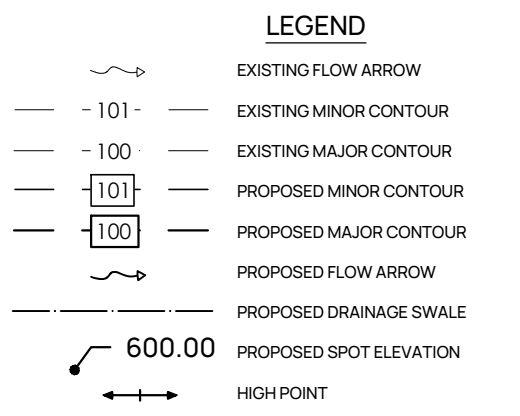 LEGEND
EXISTING FLOW ARROW
101 EXISTING MINOR CONTOUR
100 EXISTING MAJOR CONTOUR
101 PROPOSED MINOR CONTOUR
100 PROPOSED MAJOR CONTOUR
PROPOSED FLOW ARROW
PROPOSED DRAINAGE SWALE
600.00 PROPOSED SPOT ELEVATION
HIGH POINT